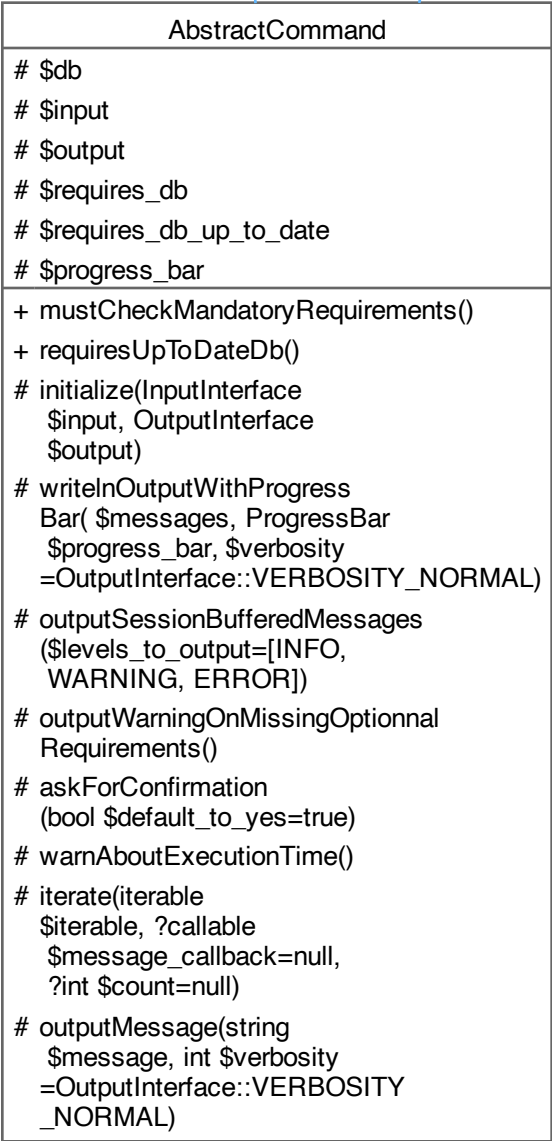 AbstractCommand
# $db
# $input
# $output
# $requires_db
# $requires_db_up_to_date
# $progress_bar
+ mustCheckMandatoryRequirements()
+ requiresUpToDateDb()
# initialize(InputInterface
$input, OutputInterface
$output)
# writeInOutputWithProgress
Bar( $messages, ProgressBar
$progress_bar, $verbosity
=OutputInterface::VERBOSITY_NORMAL)
# outputSessionBufferedMessages
($levels_to_output=[INFO,
WARNING, ERROR])
# outputWarningOnMissingOptionnal
Requirements()
# askForConfirmation
(bool $default_to_yes=true)
# warnAboutExecutionTime()
# iterate(iterable
$iterable, ?callable
$message_callback=null,
?int $count=null)
# outputMessage(string
$message, int $verbosity
=OutputInterface::VERBOSITY
_NORMAL)